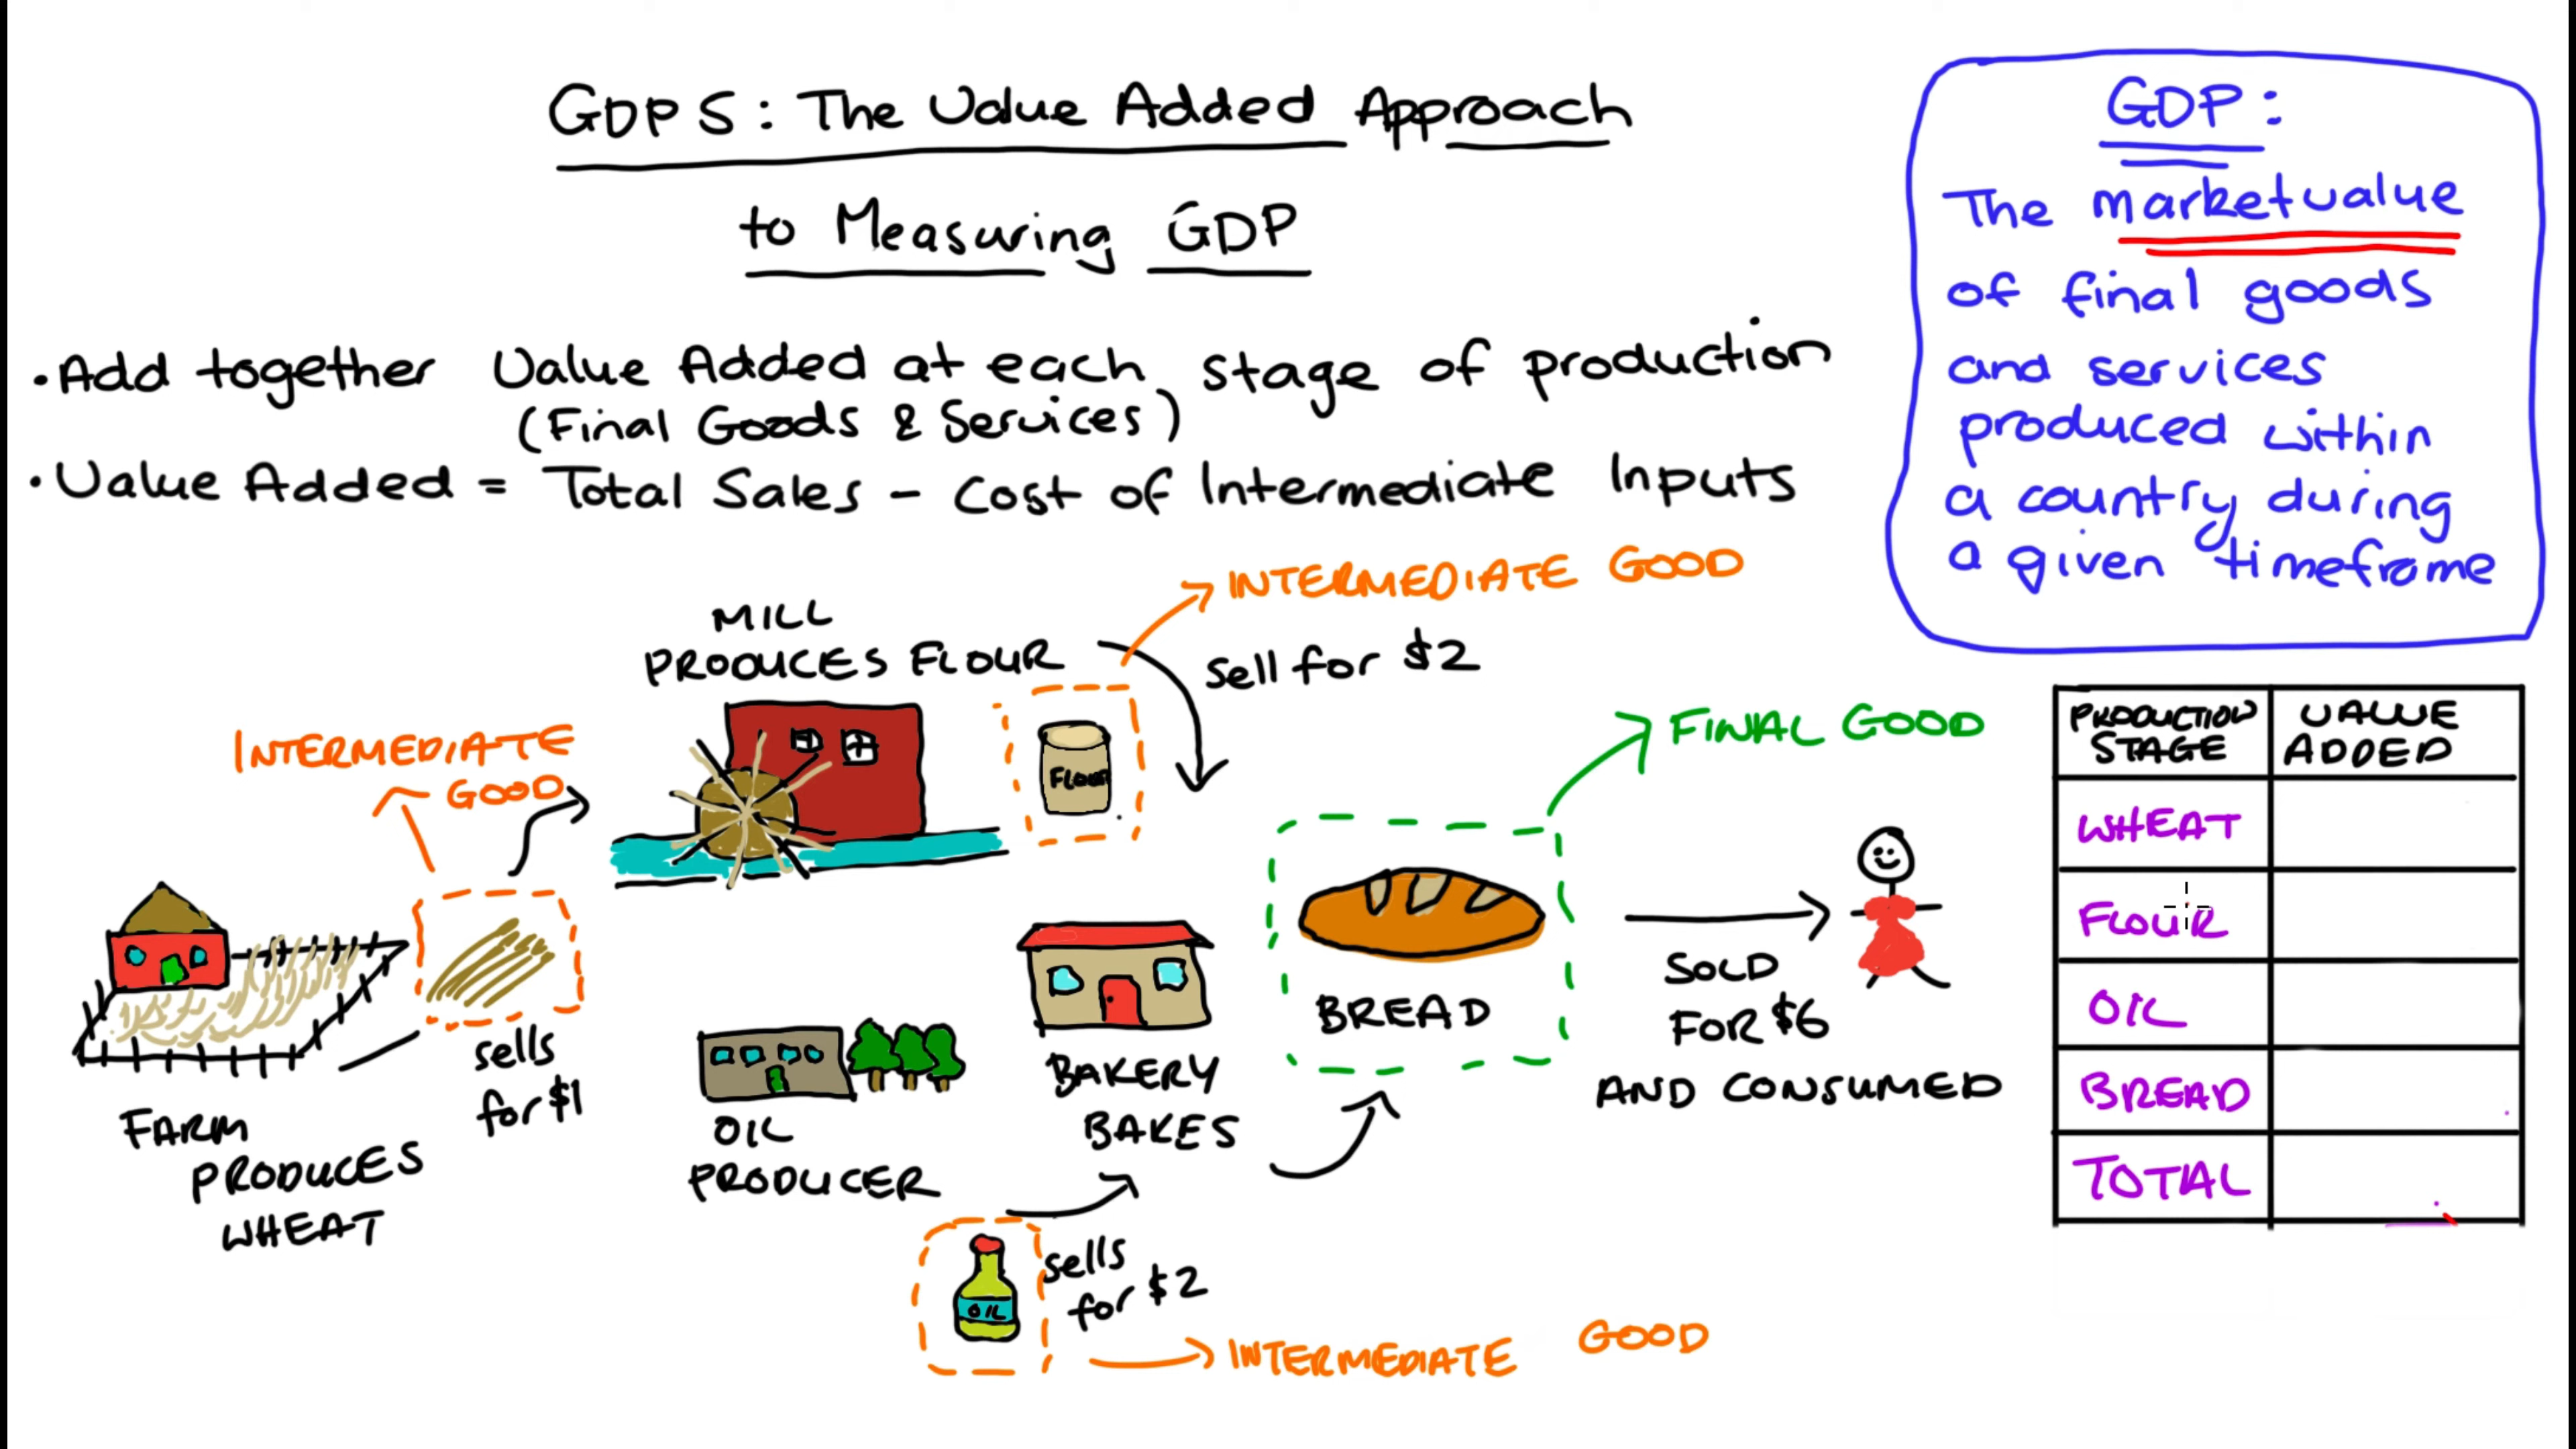 GDP 5: The Value Added Approach
to Measuring GDP
• Add together Value Added at each stage of production
(Final Goods & Services)
• Value Added = Total Sales - Cost of Intermediate Inputs
GDP:
The market value
of final goods
and services
produced within
a country during
a given timeframe
INTERMEDIATE GOOD
MILL
PRODUCES FLOUR
sell for $2
FLOUR
INTERMEDIATE
GOOD
FINAL GOOD
sells
for $1
FARM
PRODUCES
WHEAT
OIL
PRODUCER
BAKERY
BAKES
BREAD
SOLD
FOR $6
AND CONSUMED
OIL
sells
for $2
INTERMEDIATE GOOD
PRODUCTION STAGE
VALUE ADDED
WHEAT
FLOUR
OIL
BREAD
TOTAL